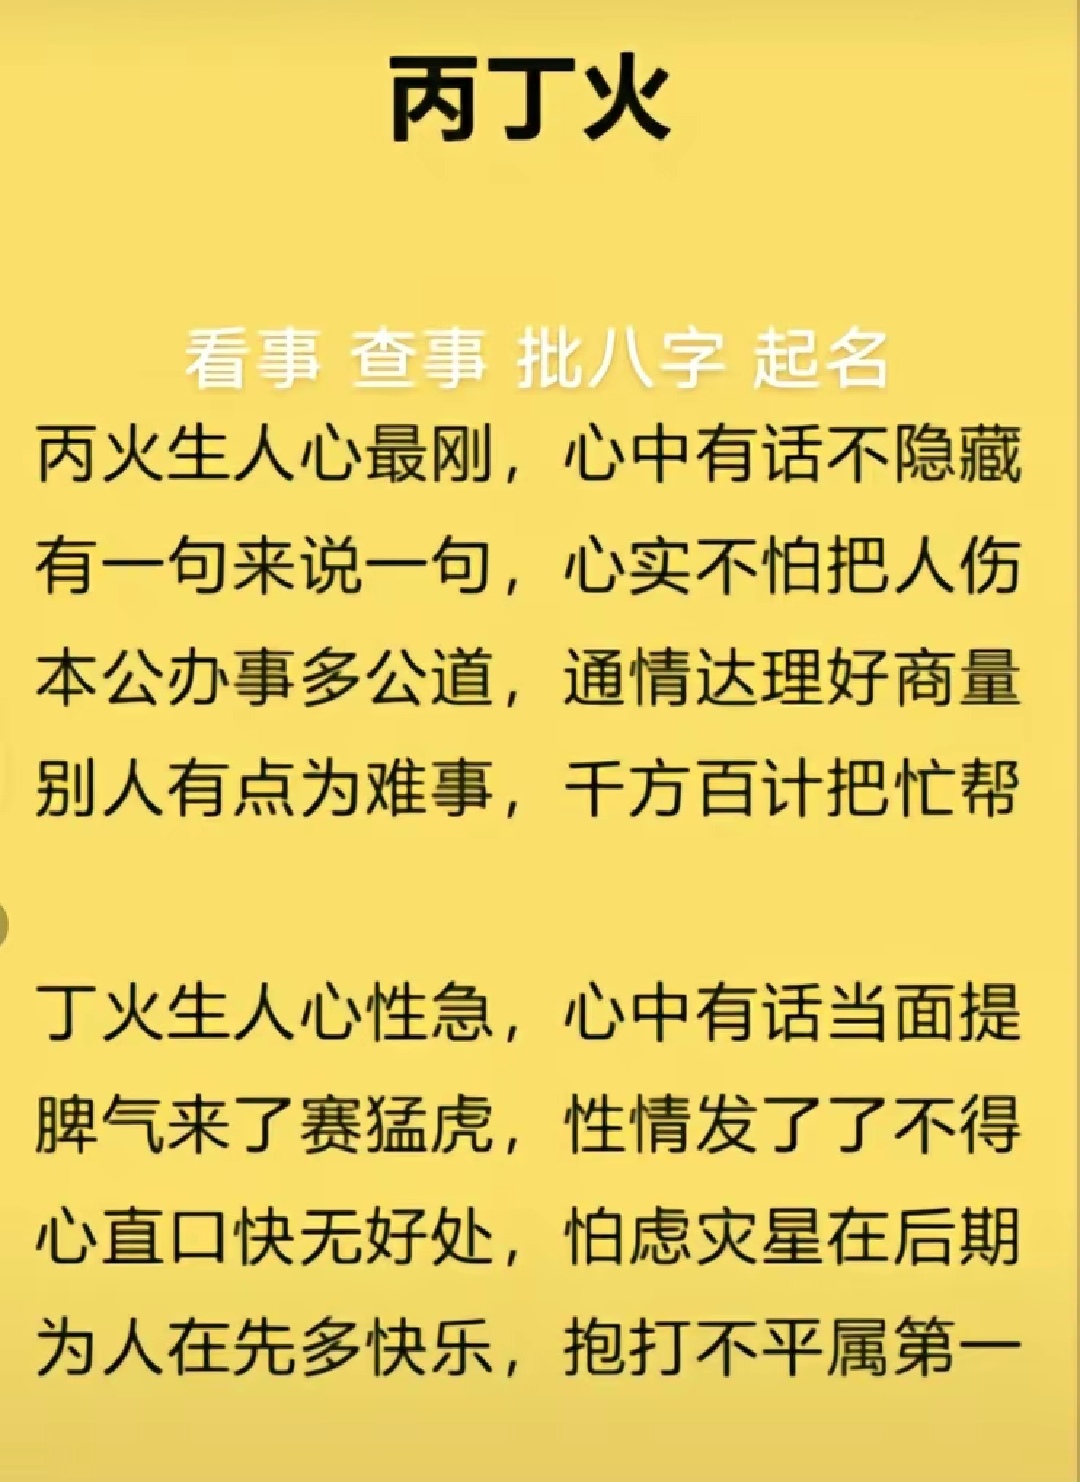 丙丁火
看事 查事 批八字 起名
丙火生人心最刚，心中有话不隐藏
有一句来说一句，心实不怕把人伤
本公办事多公道，通情达理好商量
别人有点为难事，千方百计把忙帮
丁火生人心性急，心中有话当面提
脾气来了赛猛虎，性情发了了不得
心直口快无好处，怕虑灾星在后期
为人在先多快乐，抱打不平属第一